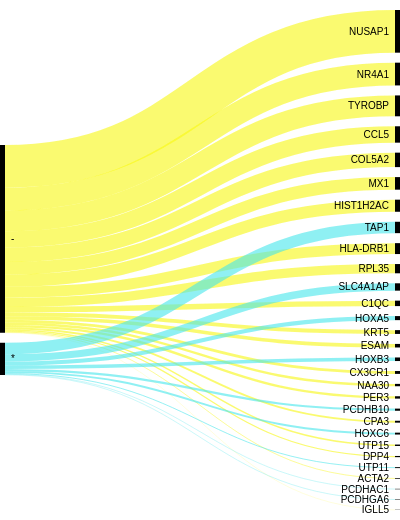 NUSAP1
NR4A1
TYROBP
CCL5
COL5A2
MX1
HIST1H2AC
TAP1
-
HLA-DRB1
RPL35
SLC4A1AP
C1QC
HOXA5
KRT5
ESAM
*
HOXB3
CX3CR1
NAA30
PER3
PCDHB10
CPA3
HOXC6
UTP15
DPP4
UTP11
ACTA2
PCDHAC1
PCDHGA6
IGLL5